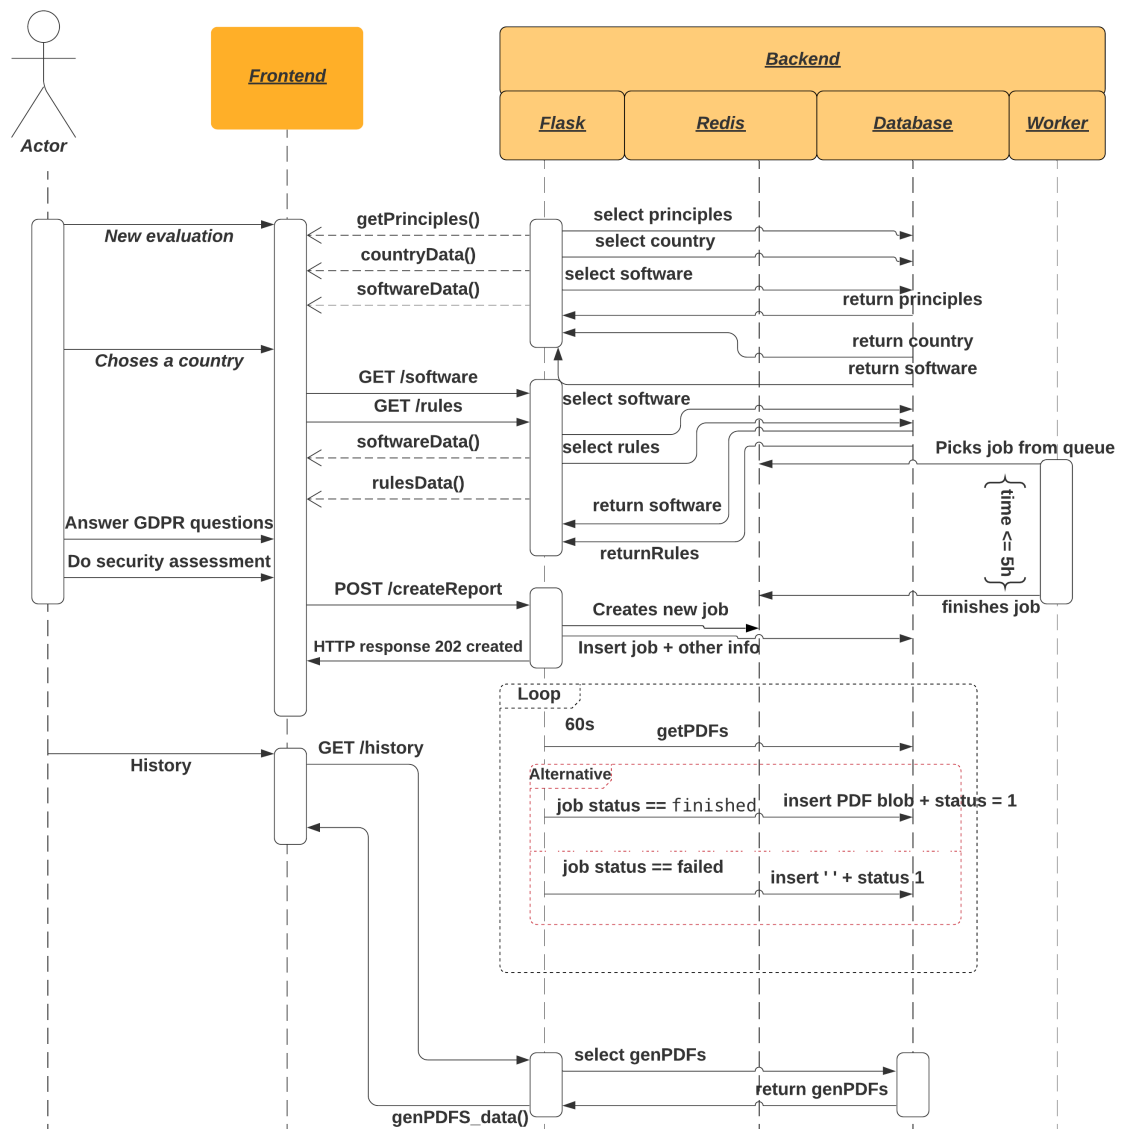 Actor
Frontend
Backend
Flask
Redis
Database
Worker
New evaluation
getPrinciples()
select principles
select country
countryData()
select software
softwareData()
return principles
return country
Choses a country
return software
GET /software
select software
GET /rules
softwareData()
select rules
Picks job from queue
rulesData()
return software
time <= 5h
Answer GDPR questions
returnRules
Do security assessment
POST /createReport
Creates new job
finishes job
HTTP response 202 created
Insert job + other info
Loop
60s
getPDFs
History
GET /history
Alternative
job status == finished
insert PDF blob + status = 1
job status == failed
insert ' ' + status 1
select genPDFs
return genPDFs
genPDFS_data()